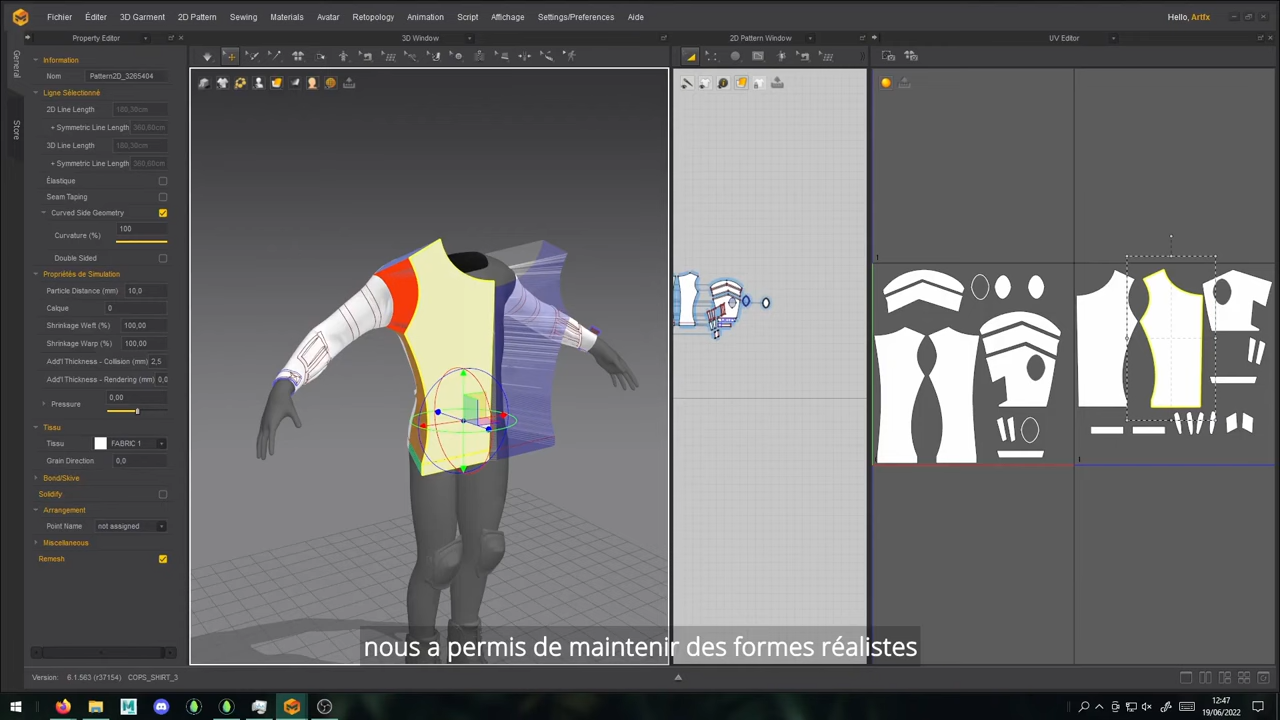 Fichier Éditer 3D Garment 2D Pattern Sewing Materials Avatar Retopology Animation Script Affichage Settings/Preferences Aide Hello, Artfx
Property Editor 3D Window 2D Pattern Window UV Editor
General
Store
Information
Nom Pattern2D_3265404
Ligne Sélectionné
2D Line Length
+ Symmetric Line Length
3D Line Length
+ Symmetric Line Length
Élastique
Seam Taping
Curved Side Geometry
100
Curvature (%)
Double Sided
Propriétés de Simulation
Particle Distance (mm) 10,0
Calque 0
Shrinkage Weft (%) 100,00
Shrinkage Warp (%) 100,00
Add'l Thickness - Collision (mm) 2,5
Add'l Thickness - Rendering (mm) 0,0
0,00
Pressure
Tissu
Tissu FABRIC 1
Grain Direction 0,0
Bond/Skive
Solidify
Arrangement
Point Name not assigned
Miscellaneous
Remesh
1
1
nous a permis de maintenir des formes réalistes
Version: 6.1.563 (r37154) COPS_SHIRT_3
12:47
19/06/2022